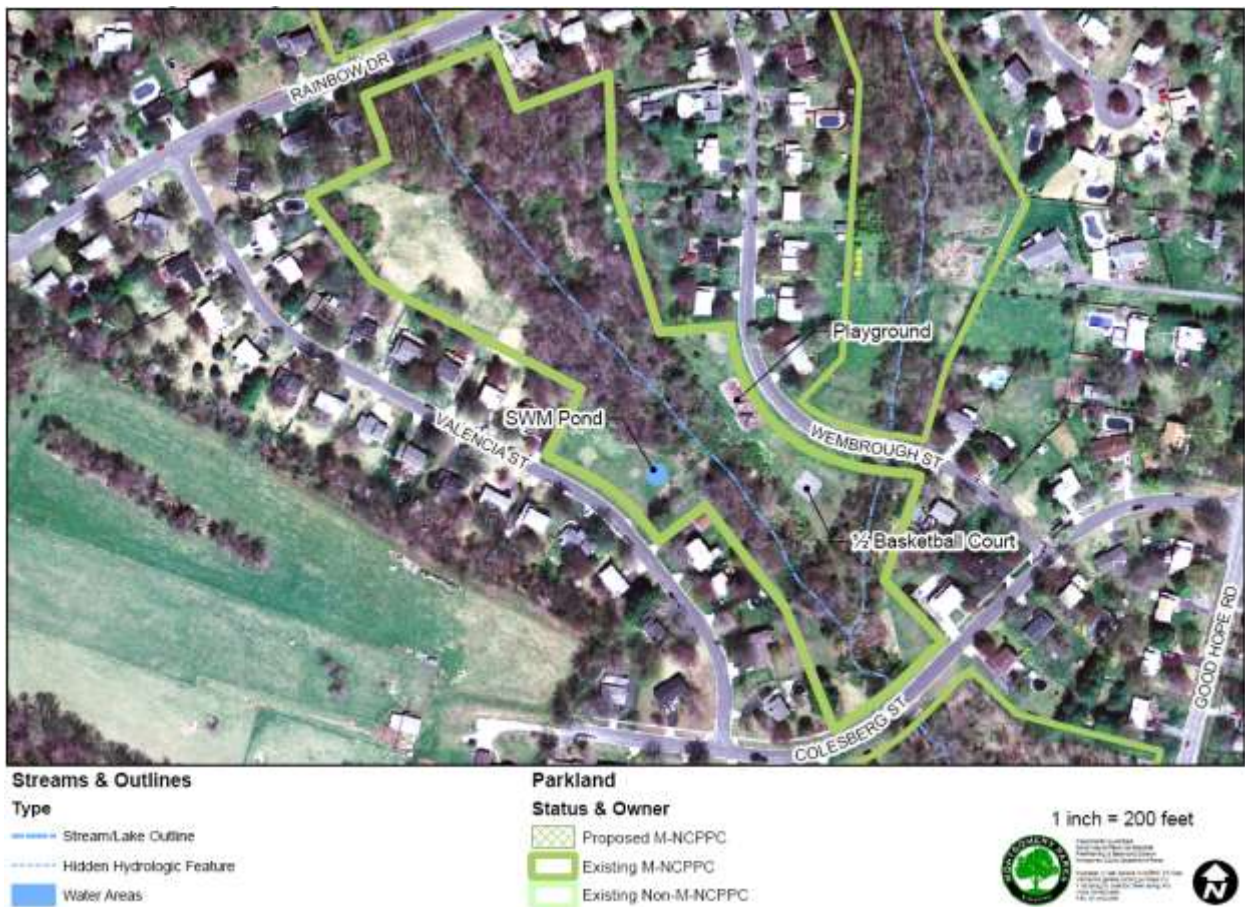 RAINBOW DR
Playground
SWM Pond
VALENCIA ST
WEMBROUGH ST
½ Basketball Court
GOOD HOPE RD
COLESBERG ST
Streams & Outlines
Type
Stream/Lake Outline
Hidden Hydrologic Feature
Water Areas
Parkland
Status & Owner
Proposed M-NCPPC
Existing M-NCPPC
Existing Non-M-NCPPC
1 inch = 200 feet
MONTGOMERY PARKS
N